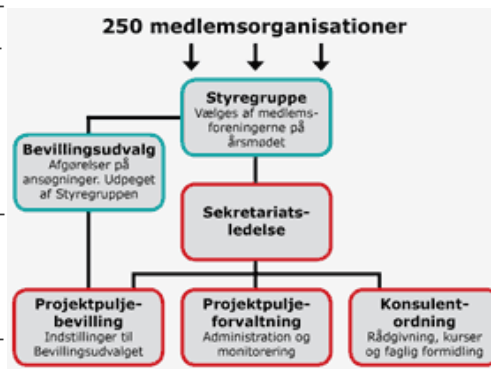 250 medlemsorganisationer
Styregruppe
Vælges af medlems-
foreningerne på
årsmødet
Bevillingsudvalg
Afgørelser på
ansøgninger. Udpeget
af Styregruppen
Sekretariats-
ledelse
Projektpulje-
bevilling
Indstillinger til
Bevillingsudvalget
Projektpulje-
forvaltning
Administration og
monitorering
Konsulent-
ordning
Rådgivning, kurser
og faglig formidling